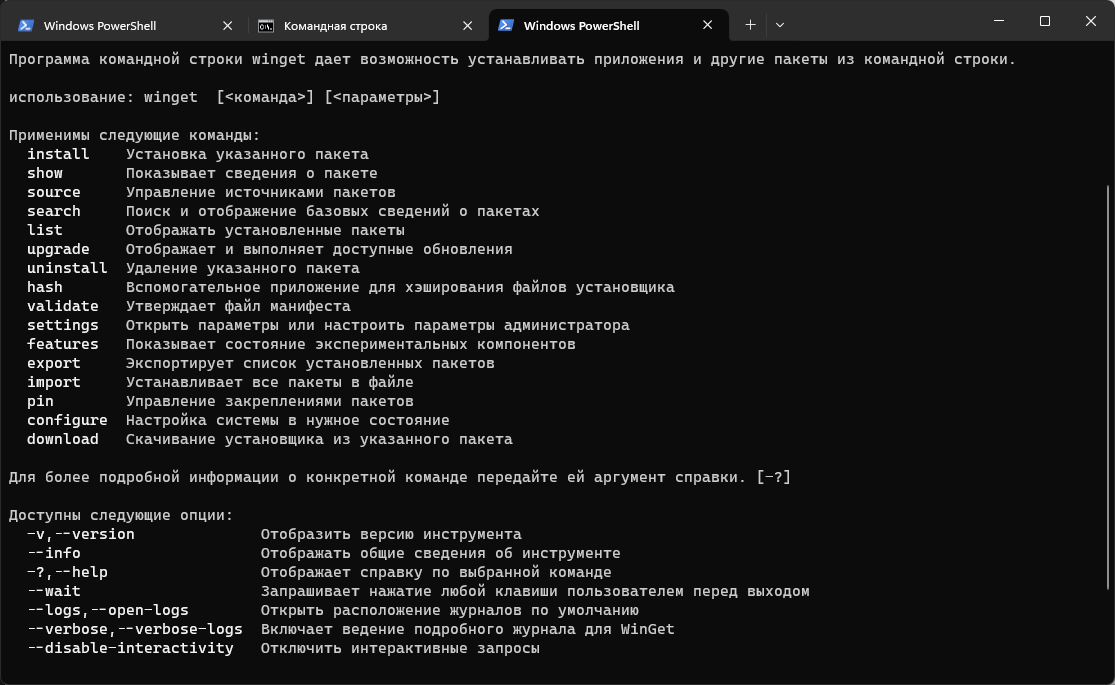 Windows PowerShell
Командная строка
Windows PowerShell
Программа командной строки winget дает возможность устанавливать приложения и другие пакеты из командной строки.
использование: winget  [<команда>] [<параметры>]
Применимы следующие команды:
install    Установка указанного пакета
show       Показывает сведения о пакете
source     Управление источниками пакетов
search     Поиск и отображение базовых сведений о пакетах
list       Отображать установленные пакеты
upgrade    Отображает и выполняет доступные обновления
uninstall  Удаление указанного пакета
hash       Вспомогательное приложение для хэширования файлов установщика
validate   Утверждает файл манифеста
settings   Открыть параметры или настроить параметры администратора
features   Показывает состояние экспериментальных компонентов
export     Экспортирует список установленных пакетов
import     Устанавливает все пакеты в файле
pin        Управление закреплениями пакетов
configure  Настройка системы в нужное состояние
download   Скачивание установщика из указанного пакета
Для более подробной информации о конкретной команде передайте ей аргумент справки. [-?]
Доступны следующие опции:
-v,--version              Отобразить версию инструмента
--info                    Отображать общие сведения об инструменте
-?,--help                 Отображает справку по выбранной команде
--wait                    Запрашивает нажатие любой клавиши пользователем перед выходом
--logs,--open-logs        Открыть расположение журналов по умолчанию
--verbose,--verbose-logs  Включает ведение подробного журнала для WinGet
--disable-interactivity   Отключить интерактивные запросы